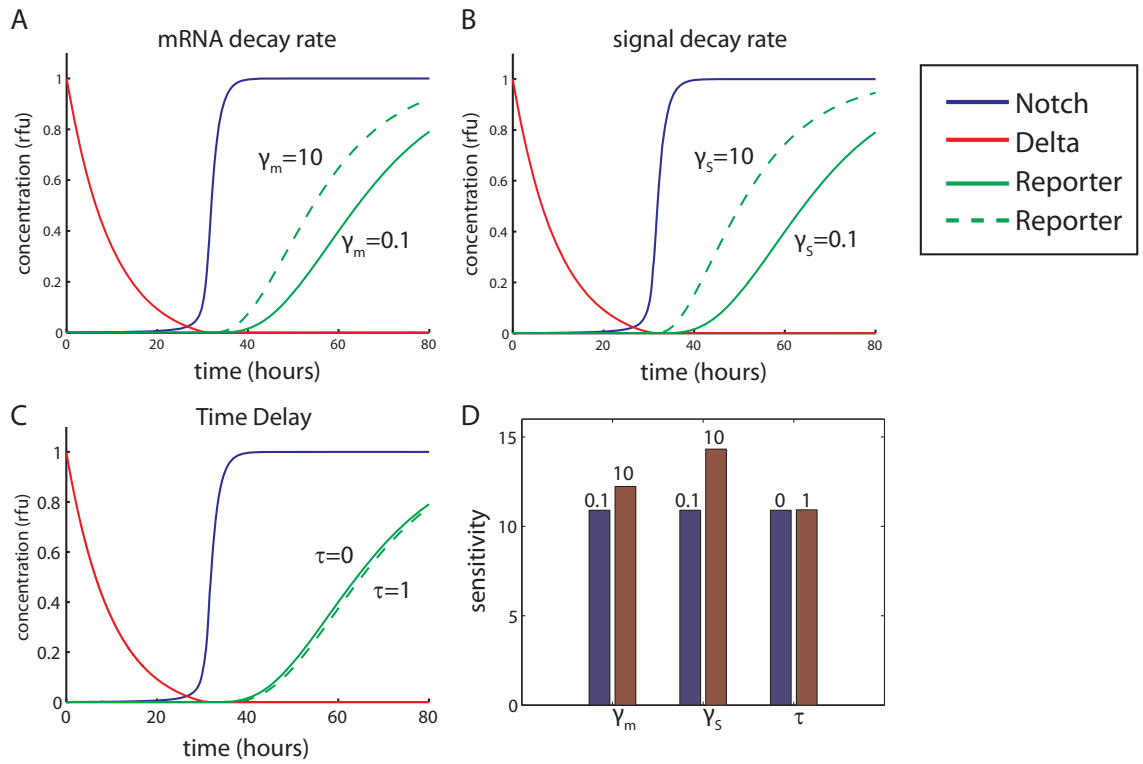 A
mRNA decay rate
concentration (rfu)
1
0.8
0.6
0.4
0.2
0
γm=10
γm=0.1
0 20 40 60 80
time (hours)
B
signal decay rate
concentration (rfu)
1
0.8
0.6
0.4
0.2
0
γS=10
γS=0.1
0 20 40 60 80
time (hours)
Notch
Delta
Reporter
Reporter
C
Time Delay
concentration (rfu)
1
0.8
0.6
0.4
0.2
0
τ=0
τ=1
0 20 40 60 80
time (hours)
D
sensitivity
15
10
5
0
0.1 10 0.1 10 0 1
γm γS τ